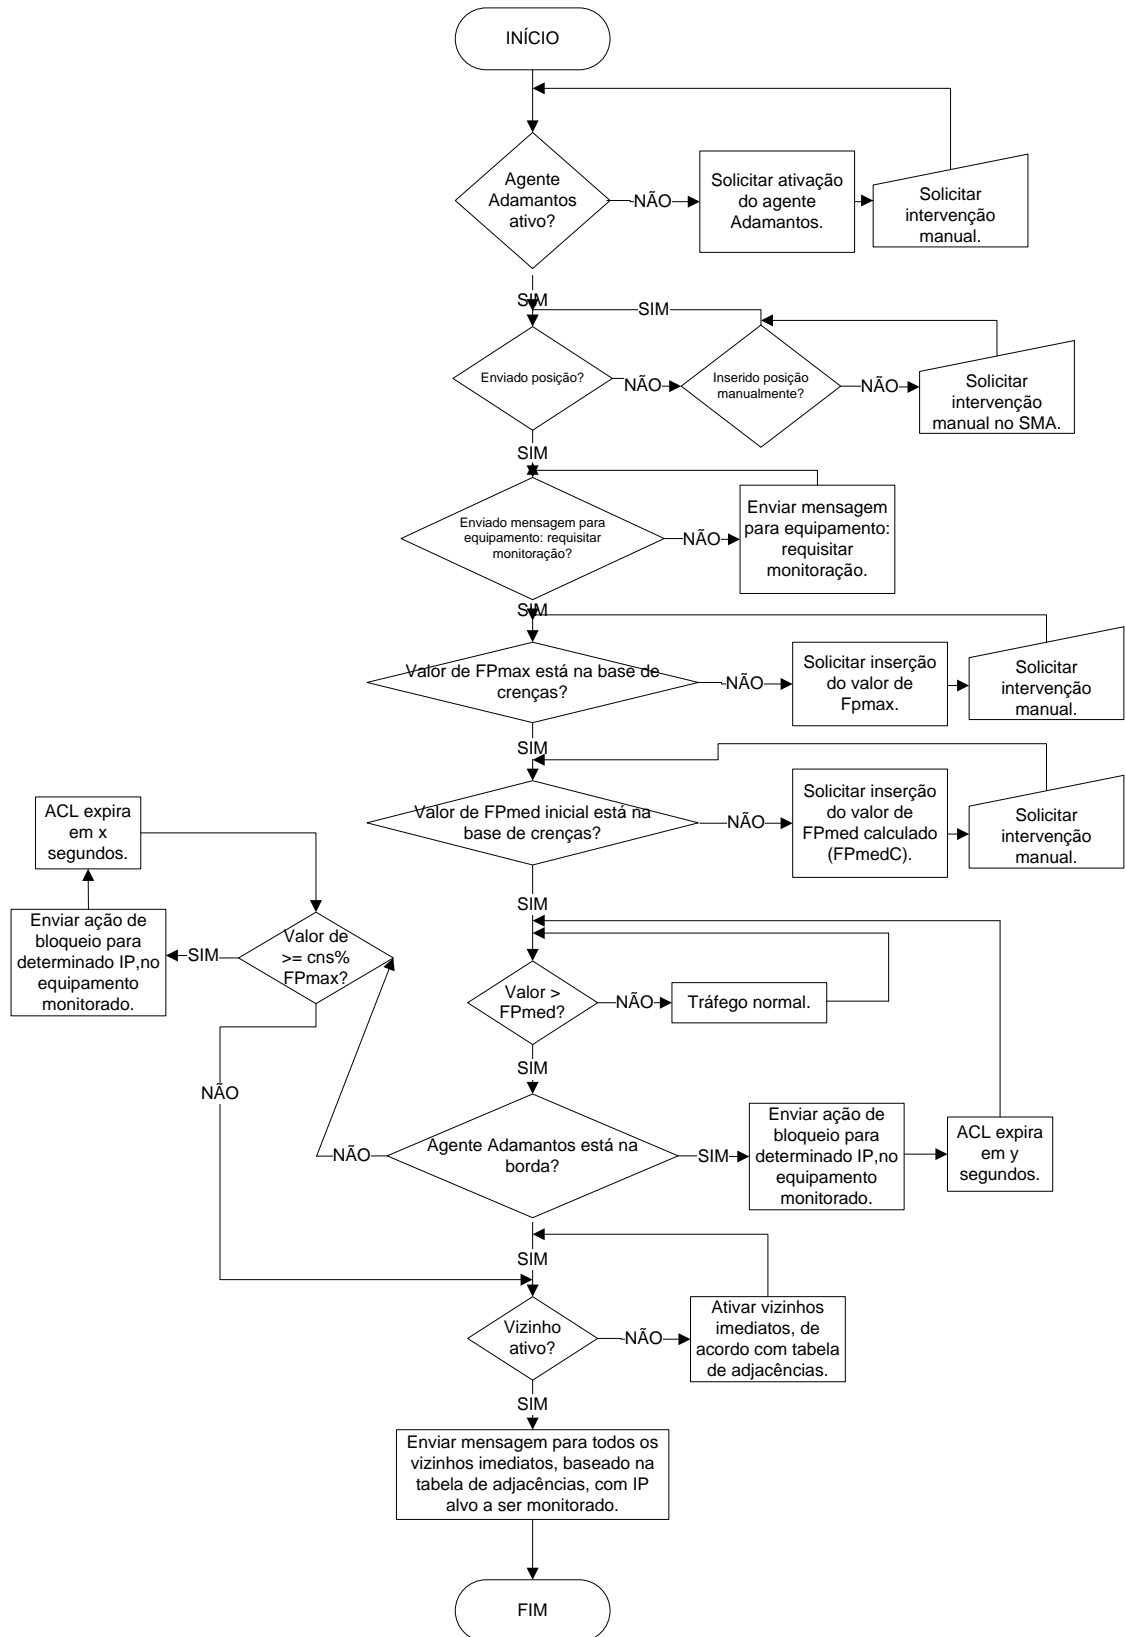 INÍCIO
Agente
Adamantos
ativo?
NÃO
Solicitar ativação
do agente
Adamantos.
Solicitar
intervenção
manual.
SIM
SIM
Enviado posição?
NÃO
Inserido posição
manualmente?
NÃO
Solicitar
intervenção
manual no SMA.
SIM
Enviado mensagem para
equipamento: requisitar
monitoração?
NÃO
Enviar mensagem
para equipamento:
requisitar
monitoração.
SIM
Valor de FPmax está na base de
crenças?
NÃO
Solicitar inserção
do valor de
Fpmax.
Solicitar
intervenção
manual.
SIM
Valor de FPmed inicial está na
base de crenças?
NÃO
Solicitar inserção
do valor de
FPmed calculado
(FPmedC).
Solicitar
intervenção
manual.
ACL expira
em x
segundos.
SIM
Enviar ação de
bloqueio para
determinado IP,no
equipamento
monitorado.
SIM
Valor de
>= cns%
FPmax?
Valor >
FPmed?
NÃO
Tráfego normal.
SIM
NÃO
NÃO
Agente Adamantos está na
borda?
SIM
Enviar ação de
bloqueio para
determinado IP,no
equipamento
monitorado.
ACL expira
em y
segundos.
SIM
Vizinho
ativo?
NÃO
Ativar vizinhos
imediatos, de
acordo com tabela
de adjacências.
SIM
Enviar mensagem para todos os
vizinhos imediatos, baseado na
tabela de adjacências, com IP
alvo a ser monitorado.
FIM